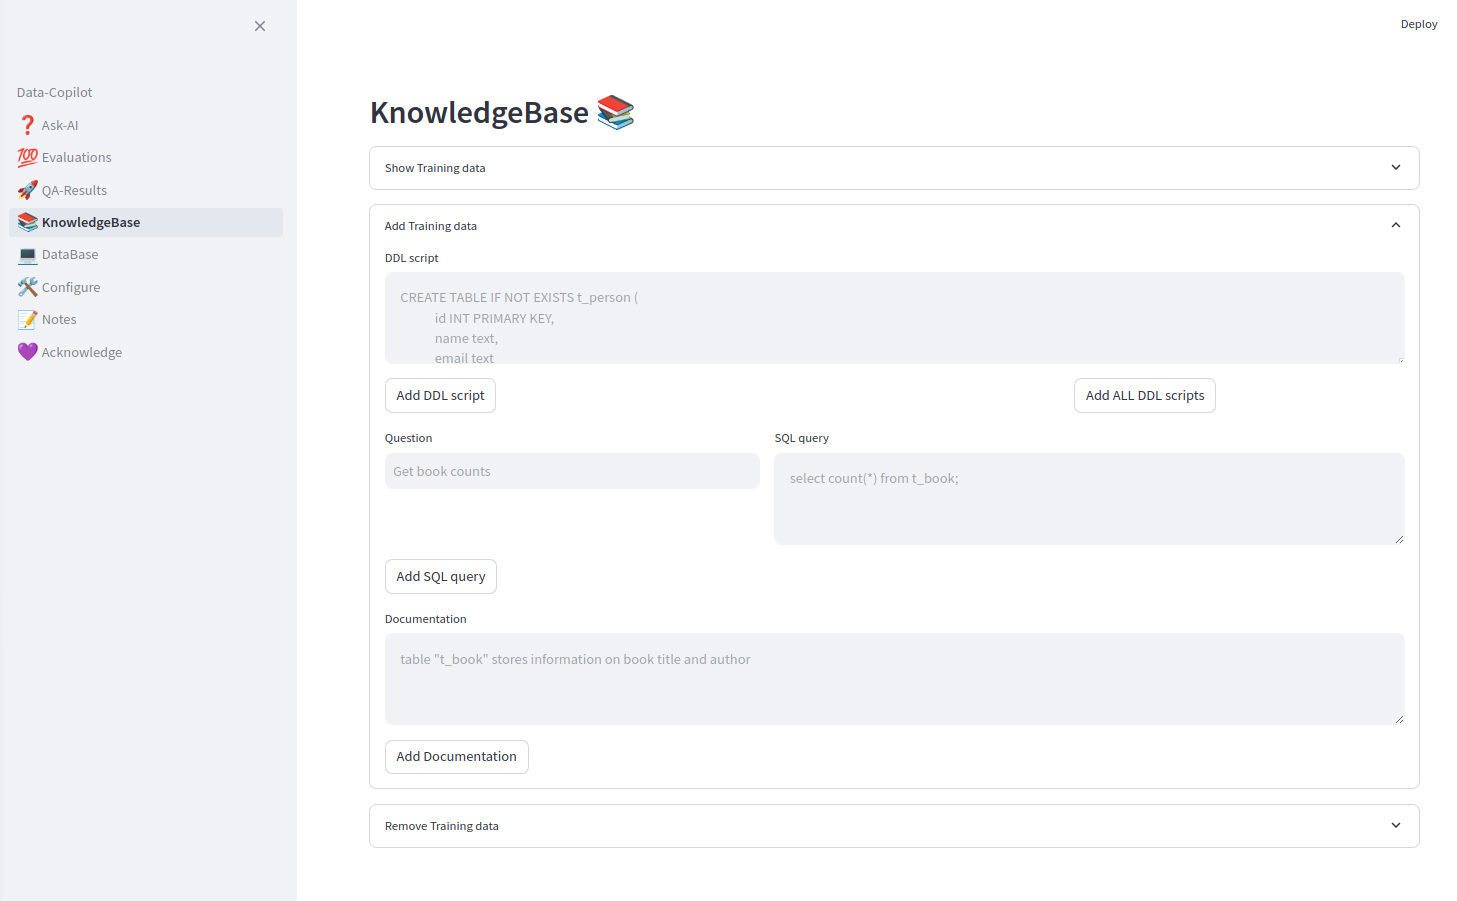 Deploy
Data-Copilot
Ask-AI
Evaluations
QA-Results
KnowledgeBase
DataBase
Configure
Notes
Acknowledge
KnowledgeBase
Show Training data
Add Training data
DDL script
CREATE TABLE IF NOT EXISTS t_person (
id INT PRIMARY KEY,
name text,
email text
Add DDL script
Add ALL DDL scripts
Question
Get book counts
SQL query
select count(*) from t_book;
Add SQL query
Documentation
table "t_book" stores information on book title and author
Add Documentation
Remove Training data